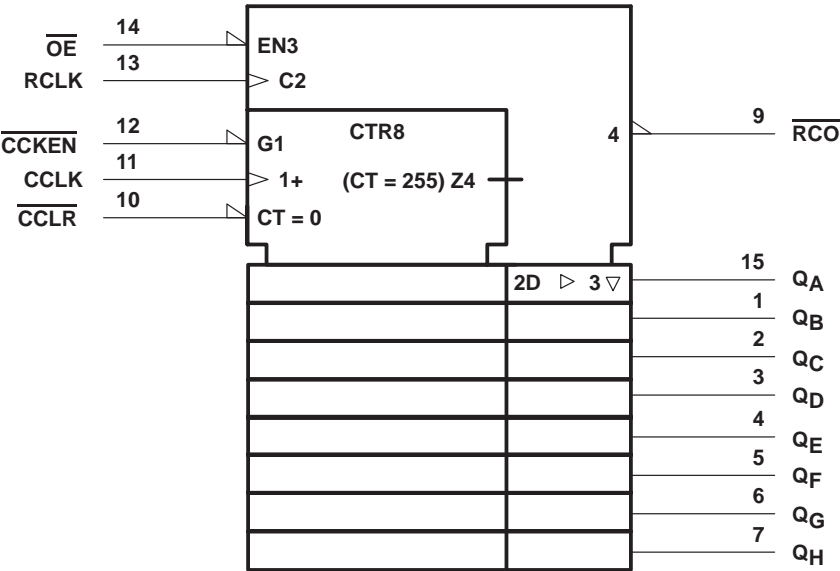 14
OE
EN3
13
RCLK
C2
12
CCKEN
G1
CTR8
4
9
RCO
11
CCLK
1+
(CT = 255) Z4
10
CCLR
CT = 0
2D
3
15
QA
1
QB
2
QC
3
QD
4
QE
5
QF
6
QG
7
QH